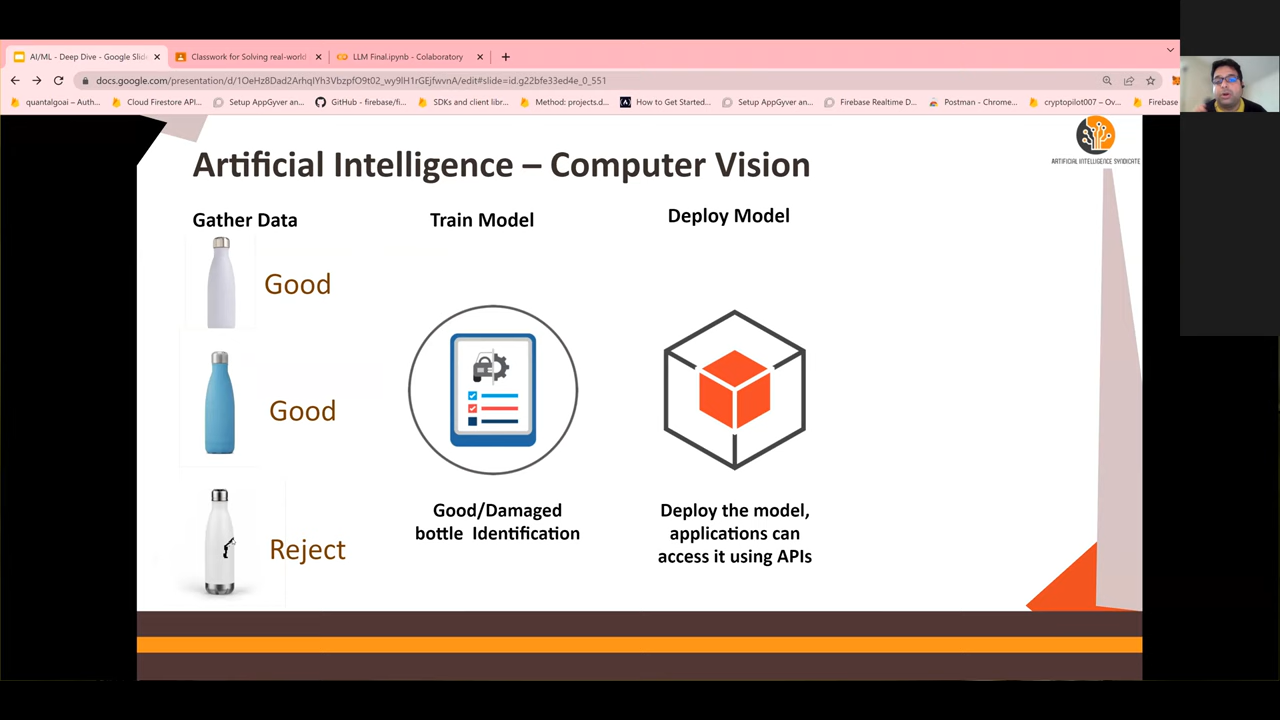 AI/ML - Deep Dive - Google Slide
Classwork for Solving real-world
LLM Final.ipynb - Colaboratory
docs.google.com/presentation/d/1OeHz8Dad2ArhqIYh3VbzpfO9t02_wy9lH1rGEjfwvnA/edit#slide=id.g22bfe33ed4e_0_551
quantalgoai – Auth...
Cloud Firestore API...
Setup AppGyver an...
GitHub - firebase/fi...
SDKs and client libr...
Method: projects.d...
How to Get Started...
Setup AppGyver an...
Firebase Realtime D...
Postman - Chrome...
cryptopilot007 – Ov...
Firebase
ARTIFICIAL INTELLIGENCE SYNDICATE
Artificial Intelligence – Computer Vision
Gather Data
Train Model
Deploy Model
Good
Good
Reject
Good/Damaged
bottle Identification
Deploy the model,
applications can
access it using APIs